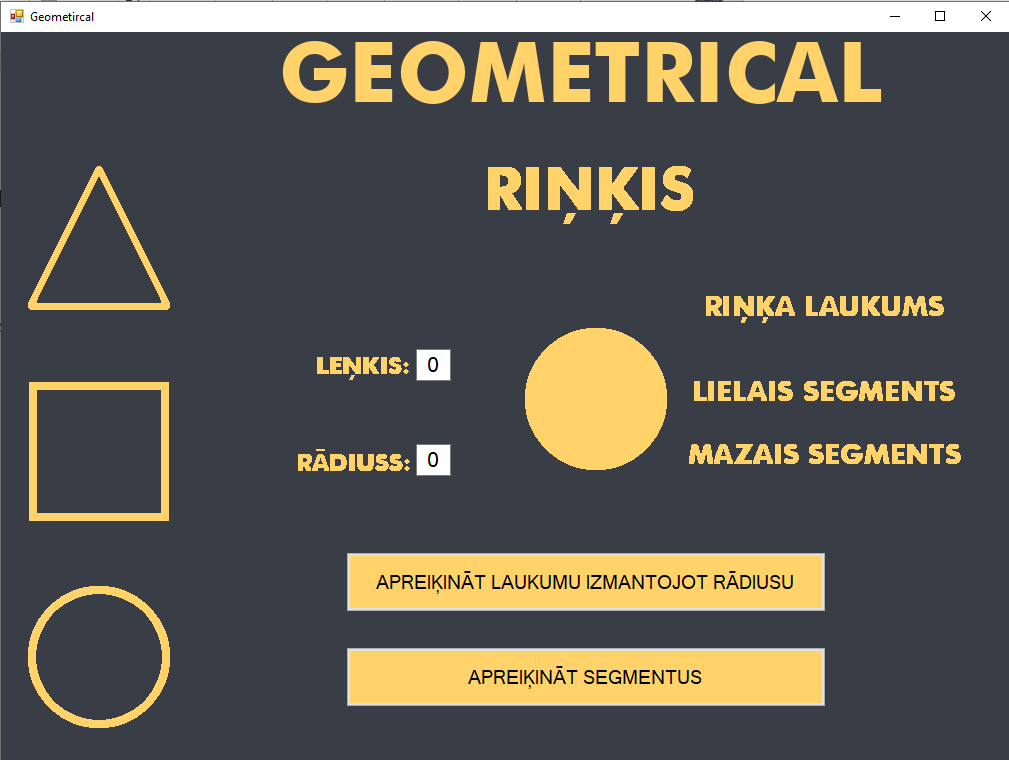 Geometircal
GEOMETRICAL
RIŅĶIS
RIŅĶA LAUKUMS
LEŅĶIS: 0
LIELAIS SEGMENTS
MAZAIS SEGMENTS
RĀDIUSS: 0
APREIĶINĀT LAUKUMU IZMANTOJOT RĀDIUSU
APREIĶINĀT SEGMENTUS